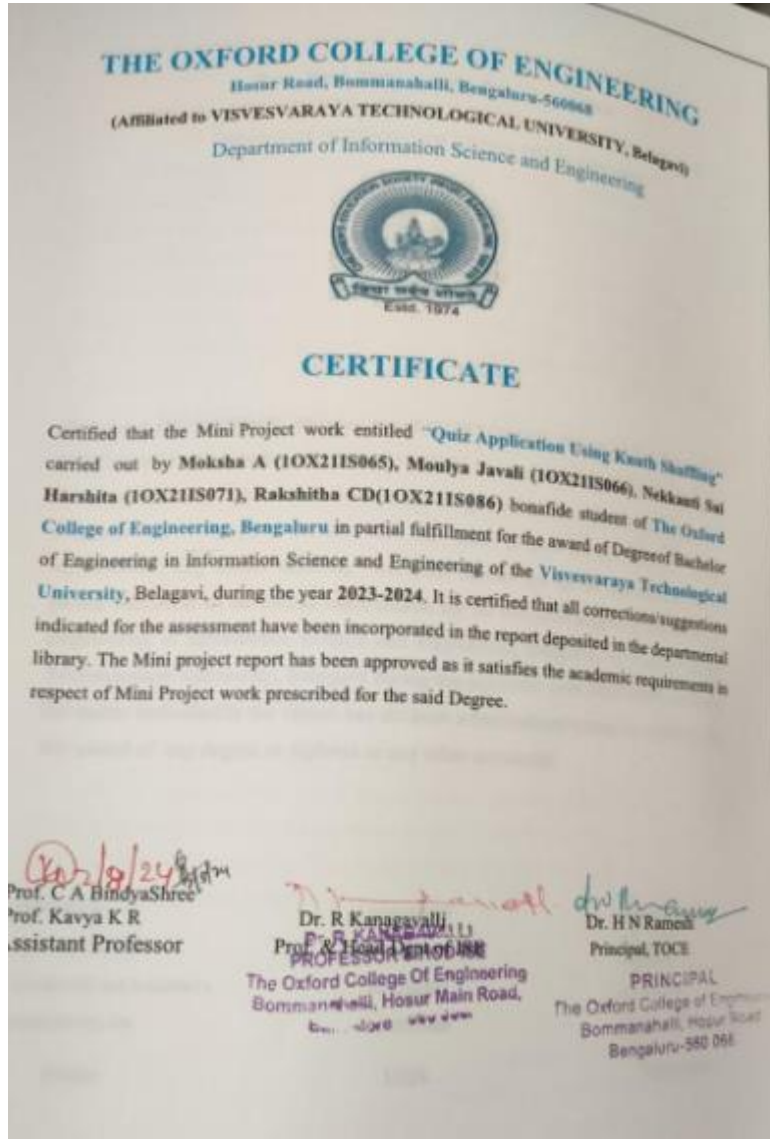 THE OXFORD COLLEGE OF ENGINEERING
Hosur Road, Bommanahalli, Bengaluru-560068
(Affiliated to VISVESVARAYA TECHNOLOGICAL UNIVERSITY, Belagavi)
Department of Information Science and Engineering
Estd. 1974
CERTIFICATE
Certified that the Mini Project work entitled "Quiz Application Using Knuth Shuffling"
carried out by Moksha A (1OX21IS065), Moulya Javali (1OX21IS066), Nekkanti Sai
Harshita (1OX21IS071), Rakshitha CD(1OX21IS086) bonafide student of The Oxford
College of Engineering, Bengaluru in partial fulfillment for the award of Degreeof Bachelor
of Engineering in Information Science and Engineering of the Visvesvaraya Technological
University, Belagavi, during the year 2023-2024. It is certified that all corrections/suggestions
indicated for the assessment have been incorporated in the report deposited in the departmental
library. The Mini project report has been approved as it satisfies the academic requirements in
respect of Mini Project work prescribed for the said Degree.
Prof. C A BindyaShree
Prof. Kavya K R
Assistant Professor
Dr. R Kanagavalli
Prof. & Head Dept of ISE
Dr. R. KANAGAVALLI
PROFESSOR & HOD-ISE
The Oxford College Of Engineering
Bommanahalli, Hosur Main Road,
Dr. H N Ramesh
Principal, TOCE
PRINCIPAL
The Oxford College of Engineering
Bommanahalli, Hosur Road
Bengaluru-560 068